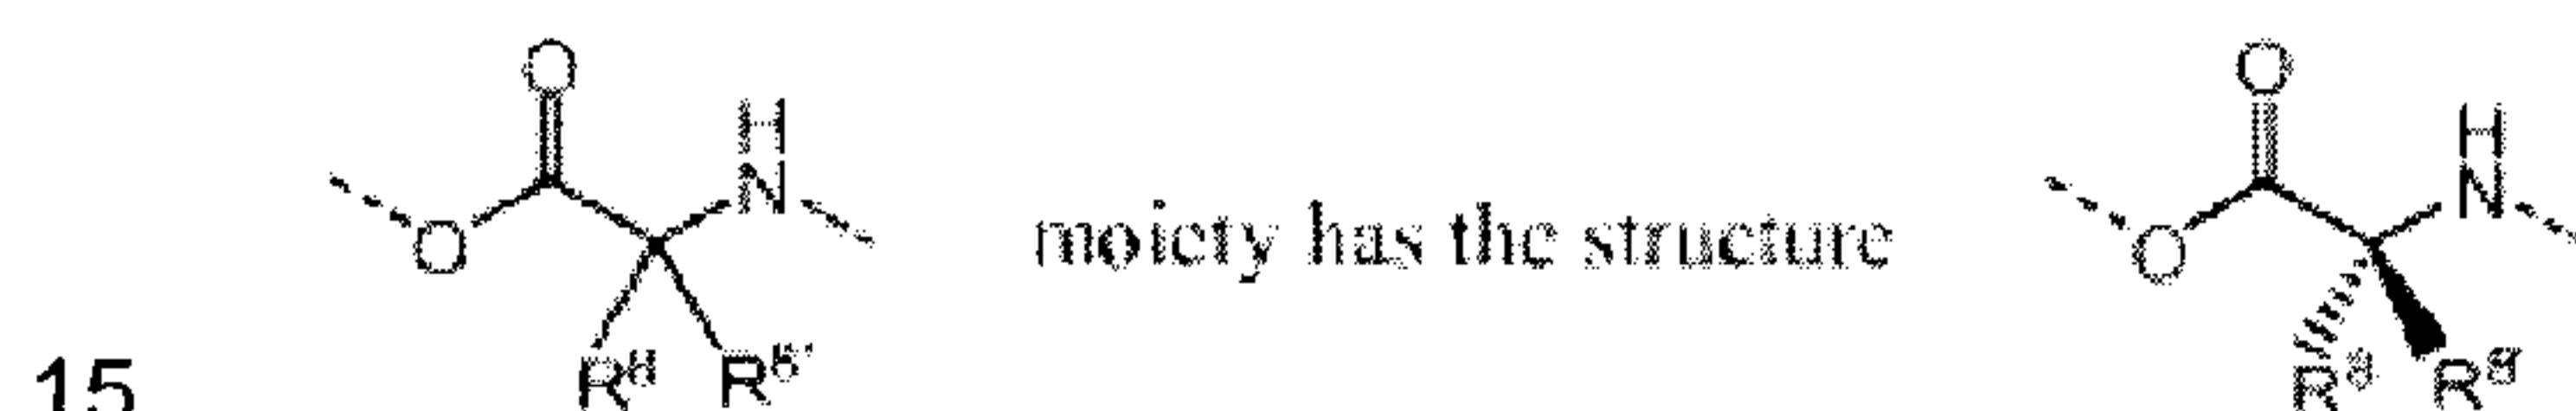 O O
H H
N N
O moiety has the structure O
15 R R R R